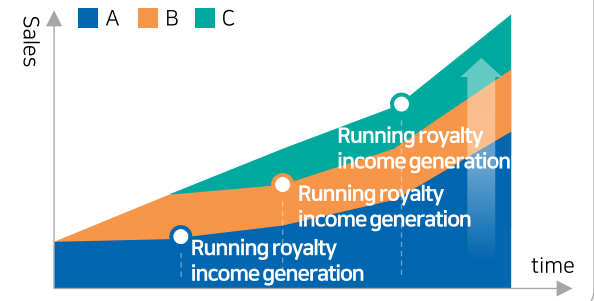 A B C
Sales
Running royalty
income generation
Running royalty
income generation
Running royalty
income generation
time